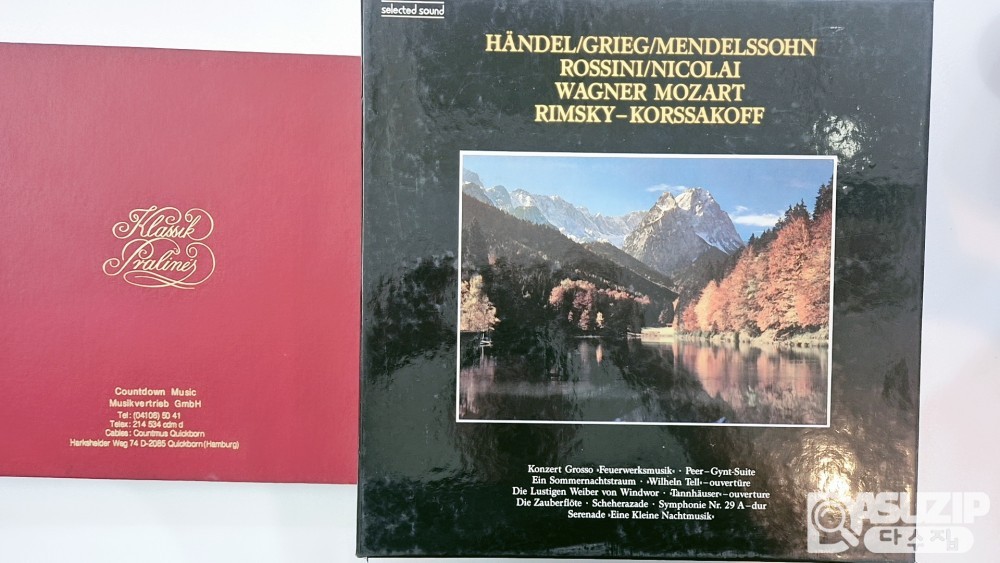 Klassik
Pralinés
Countdown Music
Musikvertrieb GmbH
Tel: (04106) 50 41
Telex: 214 534 cdm d
Cables: Countmus Quickborn
Harksheider Weg 74 D-2085 Quickborn (Hamburg)
selected sound
HÄNDEL/GRIEG/MENDELSSOHN
ROSSINI/NICOLAI
WAGNER MOZART
RIMSKY-KORSSAKOFF
Konzert Grosso ›Feuerwerksmusik‹ · Peer-Gynt-Suite
Ein Sommernachtstraum · ›Wilheln Tell‹-ouvertüre
Die Lustigen Weiber von Windwor · ›Tannhäuser‹-ouverture
Die Zauberflöte · Scheherazade · Symphonie Nr. 29 A-dur
Serenade ›Eine Kleine Nachtmusik‹
DASUZIP
다수집